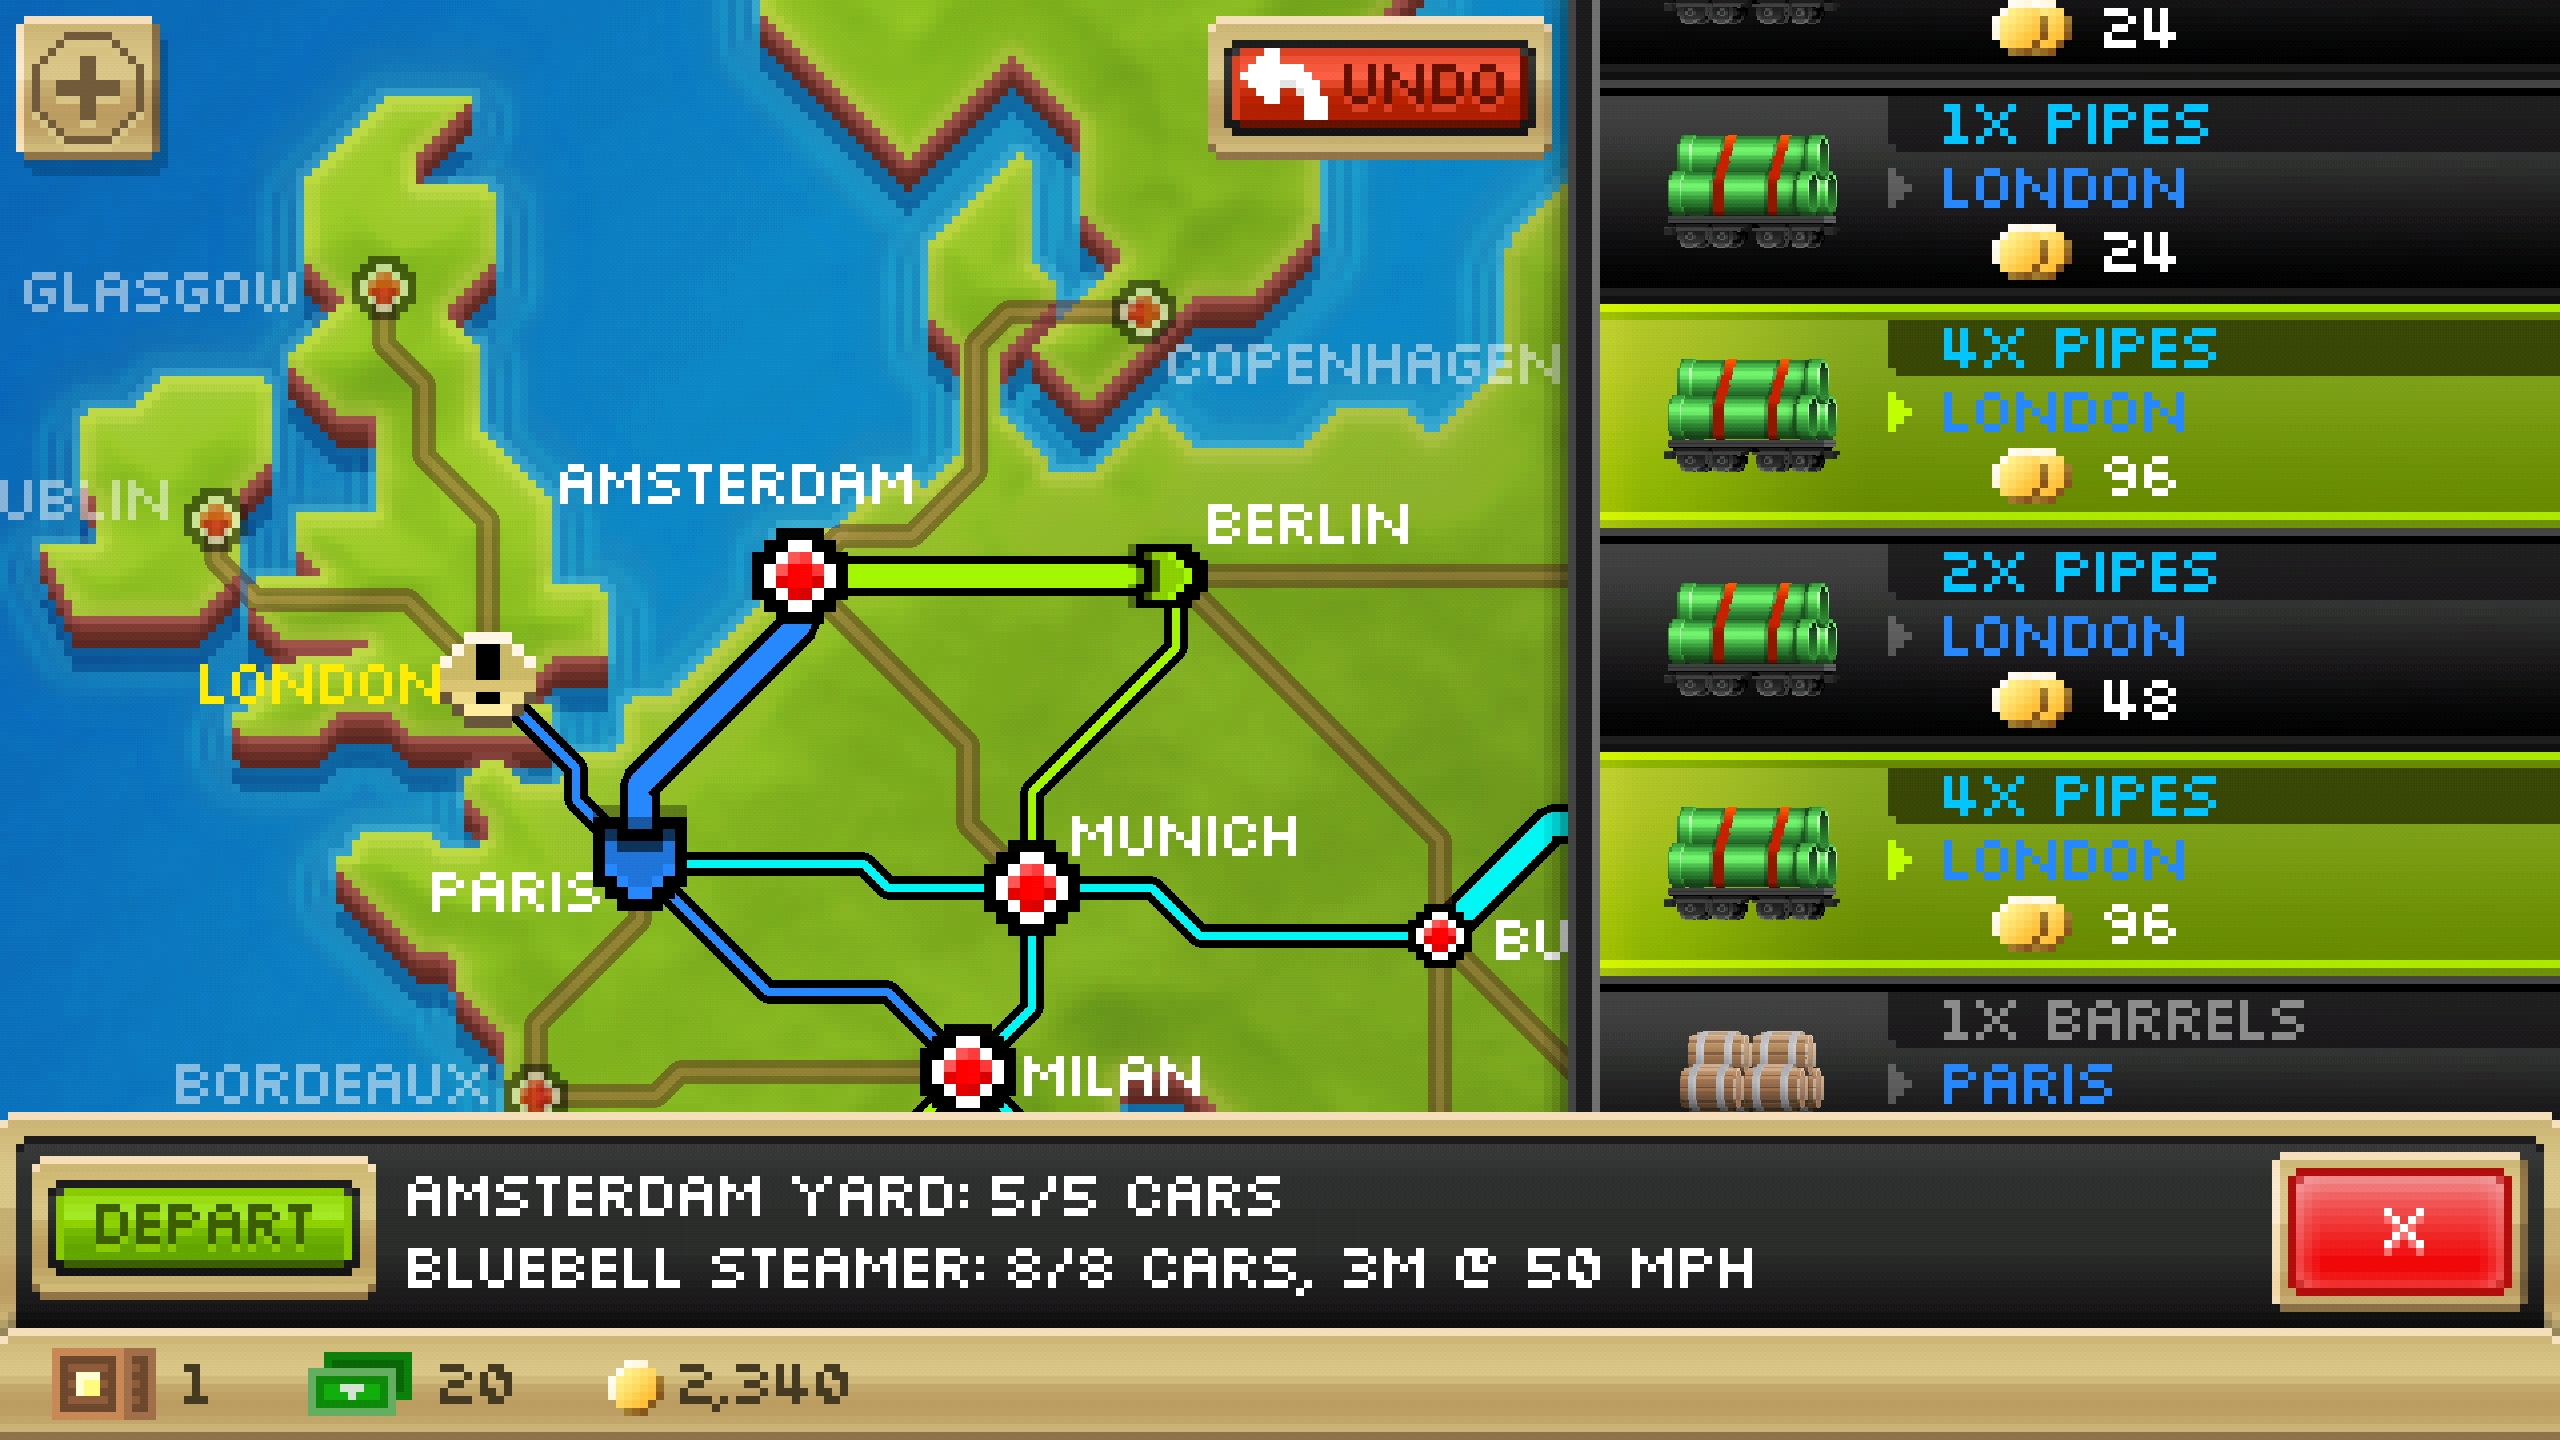 UNDO
GLASGOW
COPENHAGEN
AMSTERDAM
UBLIN
BERLIN
LONDON
MUNICH
PARIS
BU
BORDEAUX
MILAN
24
1X PIPES
LONDON
24
4X PIPES
LONDON
96
2X PIPES
LONDON
48
4X PIPES
LONDON
96
1X BARRELS
PARIS
DEPART
AMSTERDAM YARD: 5/5 CARS
BLUEBELL STEAMER: 8/8 CARS, 3M @ 50 MPH
X
1 20 2,340